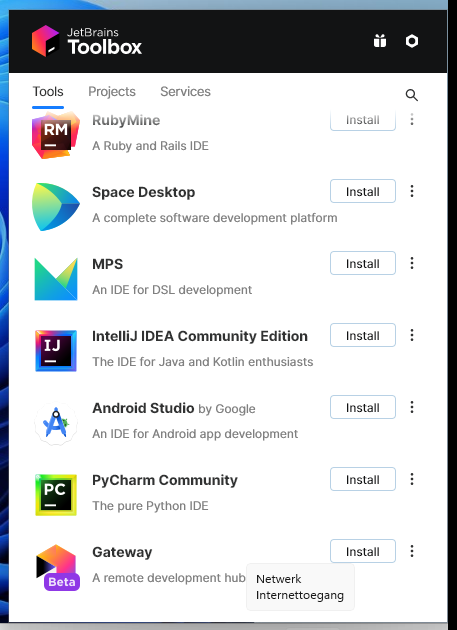 JetBrains
Toolbox
Tools Projects Services
RM
RubyMine
Install
A Ruby and Rails IDE
Space Desktop
Install
A complete software development platform
MPS
Install
An IDE for DSL development
IJ
IntelliJ IDEA Community Edition
Install
The IDE for Java and Kotlin enthusiasts
Android Studio by Google
Install
An IDE for Android app development
PC
PyCharm Community
Install
The pure Python IDE
Gateway
Install
Beta
A remote development hub
Netwerk
Internettoegang